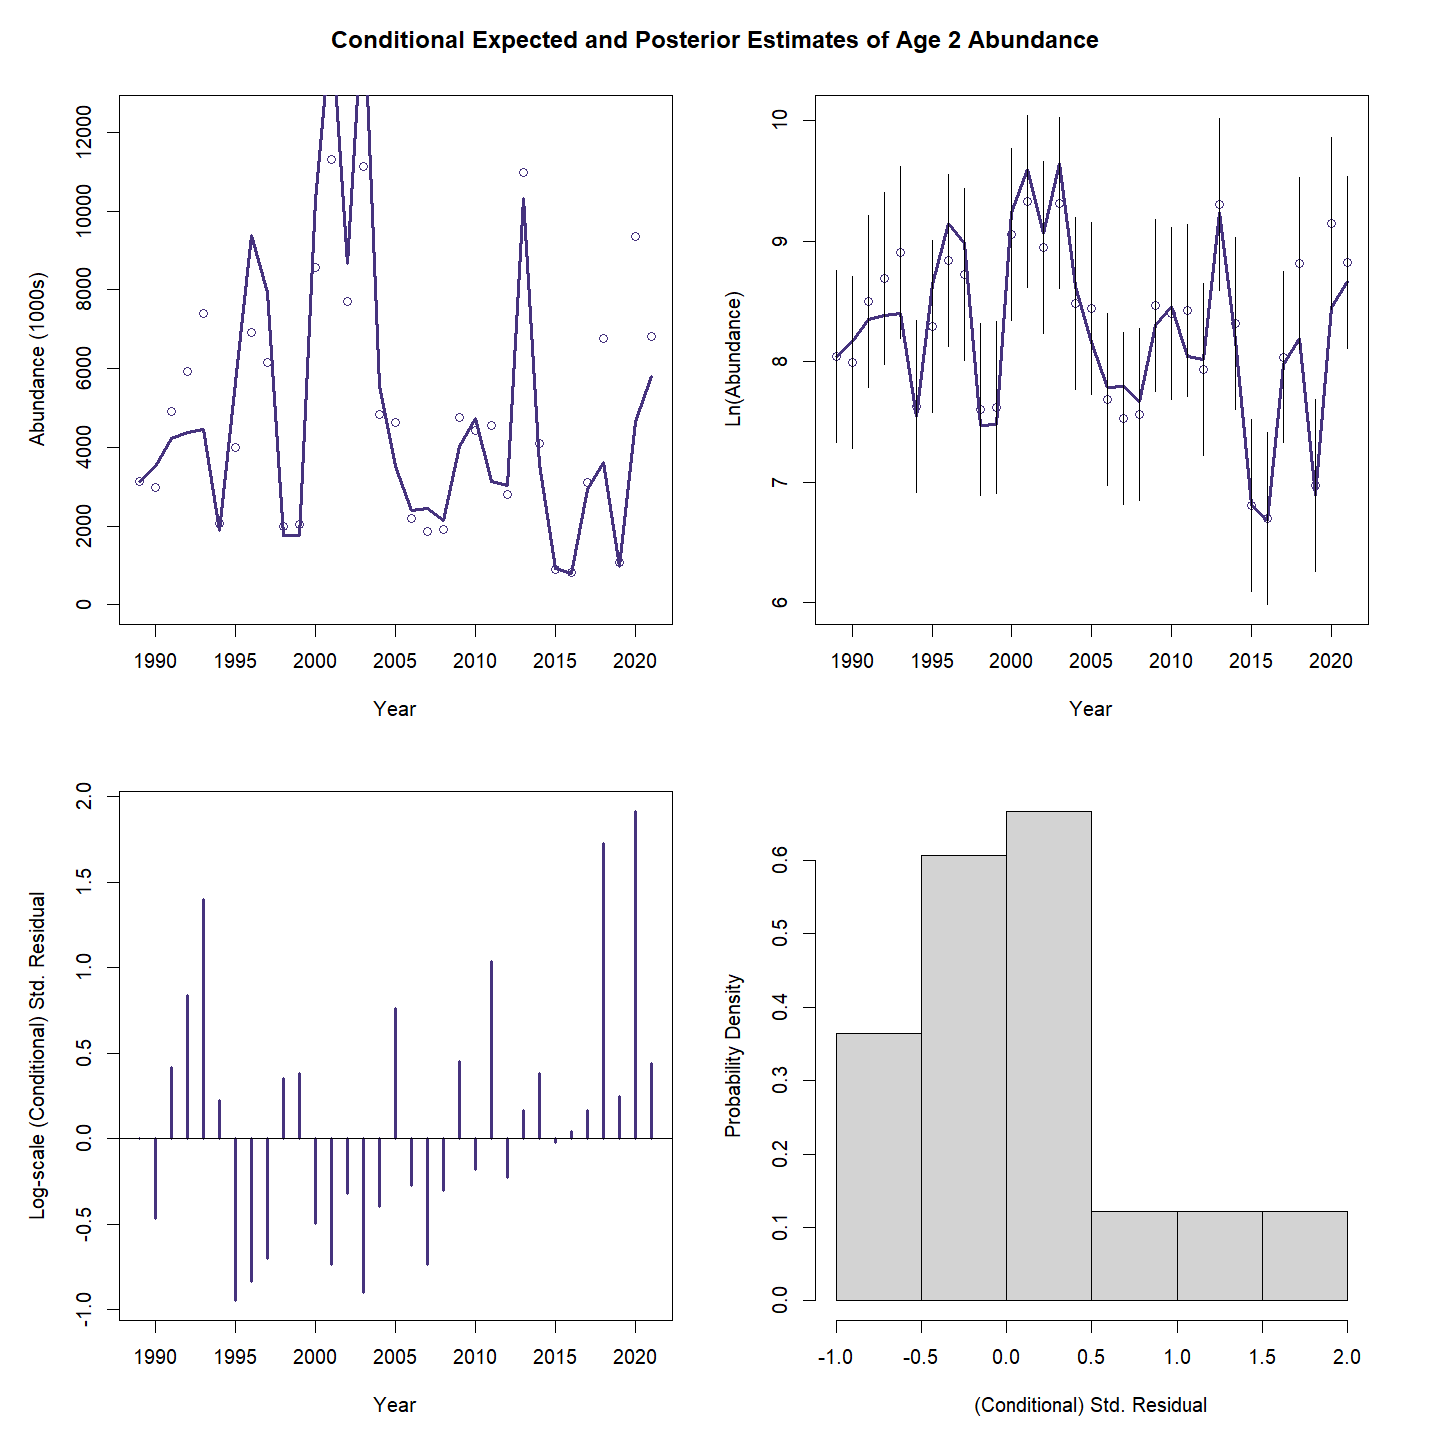 Conditional Expected and Posterior Estimates of Age 2 Abundance
Abundance (1000s)
12000
10000
8000
6000
4000
2000
0
1990 1995 2000 2005 2010 2015 2020
Year
Ln(Abundance)
10
9
8
7
6
1990 1995 2000 2005 2010 2015 2020
Year
Log-scale (Conditional) Std. Residual
2.0
1.5
1.0
0.5
0.0
-0.5
-1.0
1990 1995 2000 2005 2010 2015 2020
Year
Probability Density
0.6
0.5
0.4
0.3
0.2
0.1
0.0
-1.0 -0.5 0.0 0.5 1.0 1.5 2.0
(Conditional) Std. Residual